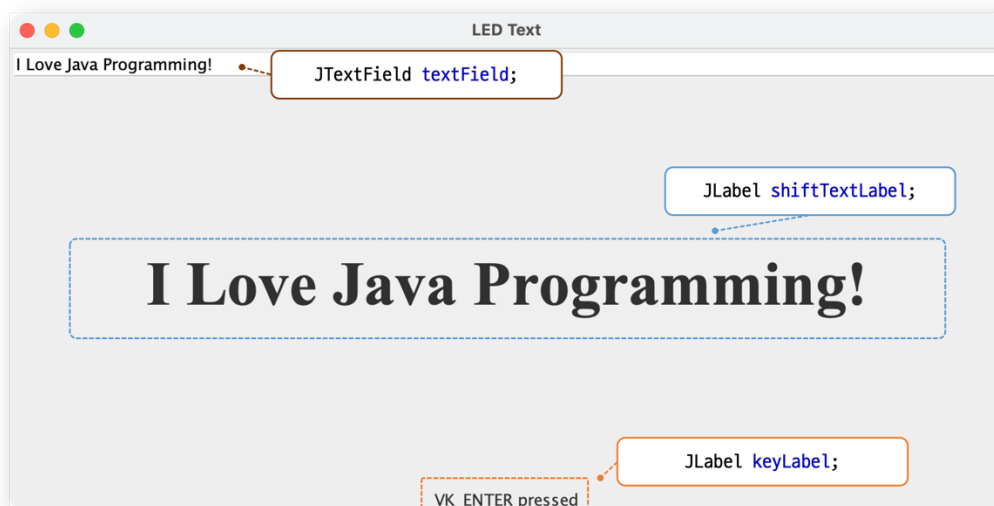 LED Text
I Love Java Programming!
JTextField textField;
JLabel shiftTextLabel;
I Love Java Programming!
JLabel keyLabel;
VK_ENTER pressed